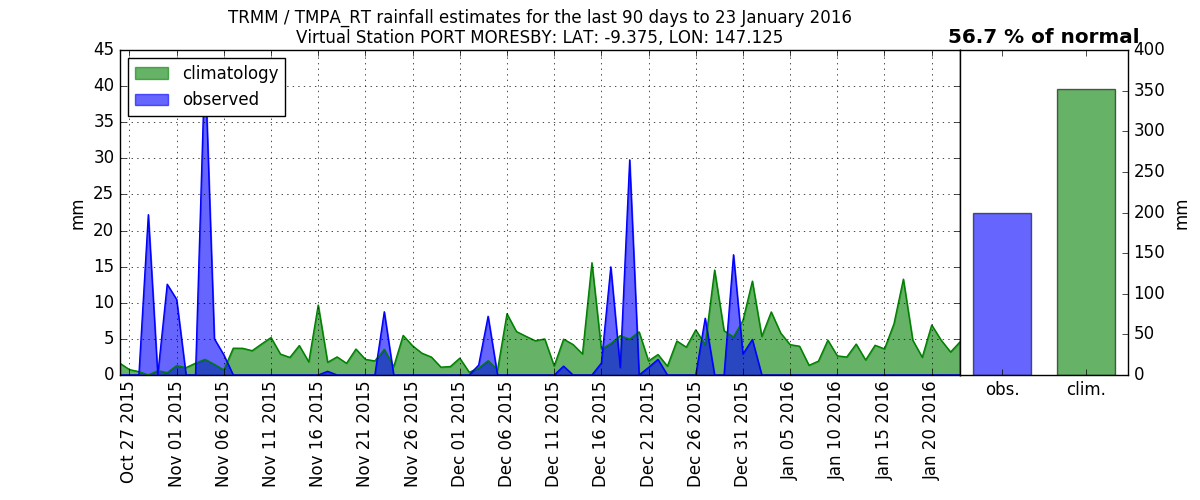 TRMM / TMPA_RT rainfall estimates for the last 90 days to 23 January 2016
Virtual Station PORT MORESBY: LAT: -9.375, LON: 147.125
56.7 % of normal
climatology
observed
mm
45
40
35
30
25
20
15
10
5
0
Oct 27 2015
Nov 01 2015
Nov 06 2015
Nov 11 2015
Nov 16 2015
Nov 21 2015
Nov 26 2015
Dec 01 2015
Dec 06 2015
Dec 11 2015
Dec 16 2015
Dec 21 2015
Dec 26 2015
Dec 31 2015
Jan 05 2016
Jan 10 2016
Jan 15 2016
Jan 20 2016
400
350
300
250
200
150
100
50
0
mm
obs.
clim.